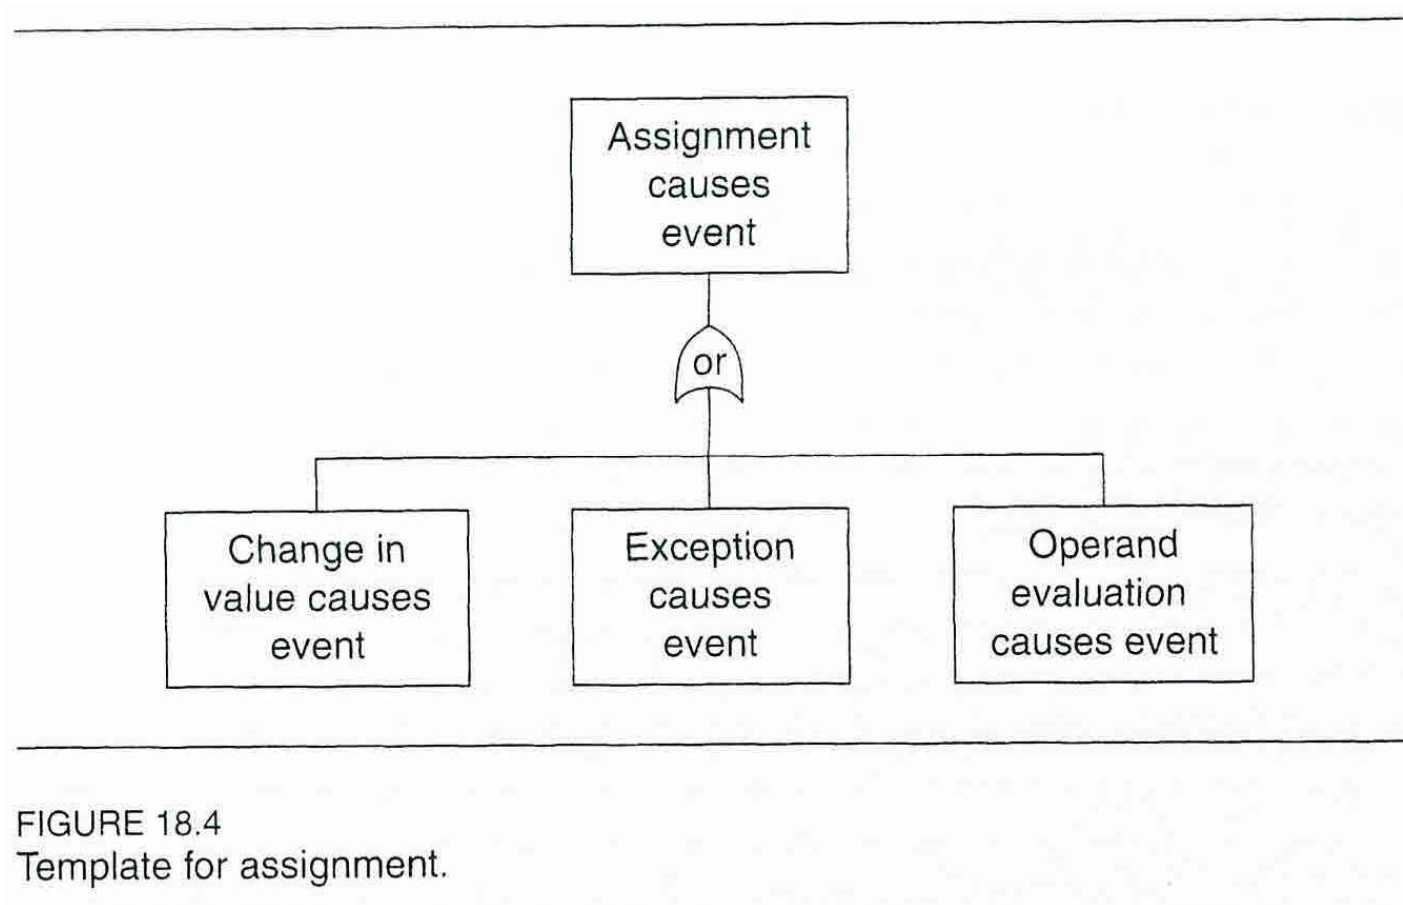 Assignment
causes
event
or
Change in
value causes
event
Exception
causes
event
Operand
evaluation
causes event
FIGURE 18.4
Template for assignment.